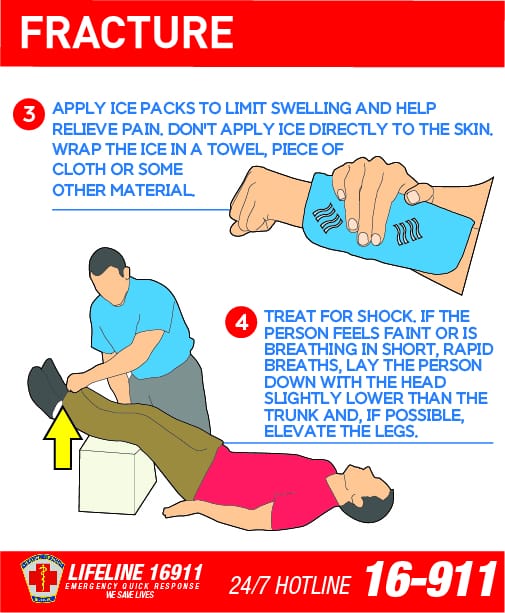 FRACTURE
3
APPLY ICE PACKS TO LIMIT SWELLING AND HELP
RELIEVE PAIN. DON'T APPLY ICE DIRECTLY TO THE SKIN.
WRAP THE ICE IN A TOWEL, PIECE OF
CLOTH OR SOME
OTHER MATERIAL.
4
TREAT FOR SHOCK. IF THE
PERSON FEELS FAINT OR IS
BREATHING IN SHORT, RAPID
BREATHS, LAY THE PERSON
DOWN WITH THE HEAD
SLIGHTLY LOWER THAN THE
TRUNK AND, IF POSSIBLE,
ELEVATE THE LEGS.
LIFELINE 16911
EMERGENCY QUICK RESPONSE
WE SAVE LIVES
24/7 HOTLINE 16-911